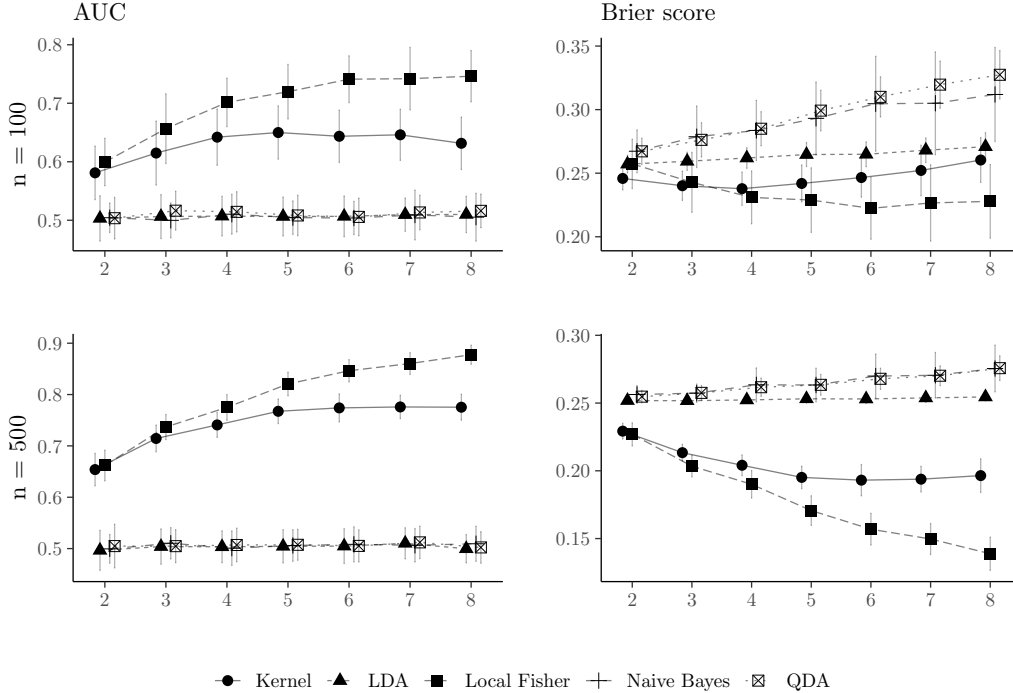 AUC
Brier score
n = 100
0.8
0.7
0.6
0.5
2 3 4 5 6 7 8
0.35
0.30
0.25
0.20
2 3 4 5 6 7 8
n = 500
0.9
0.8
0.7
0.6
0.5
2 3 4 5 6 7 8
0.30
0.25
0.20
0.15
2 3 4 5 6 7 8
Kernel LDA Local Fisher Naive Bayes QDA